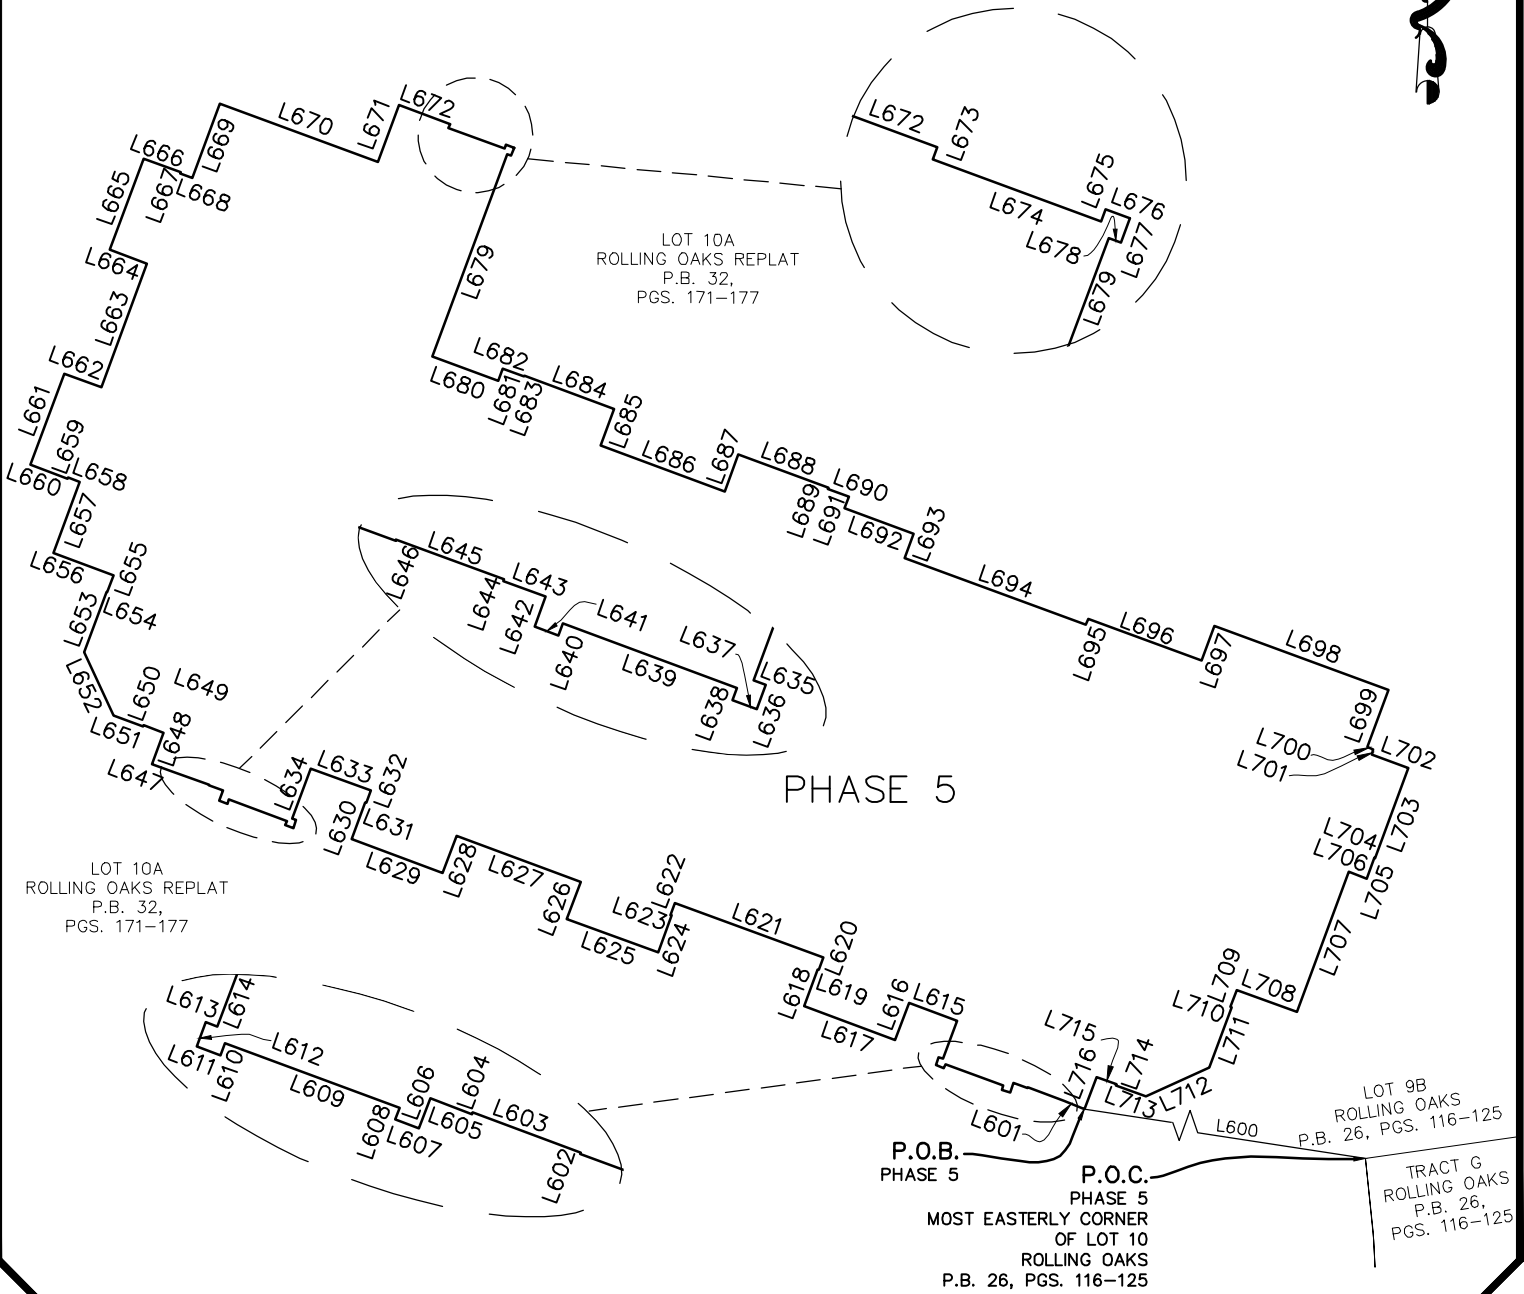 L672
L671
L670
L669
L666
L667
L668
L665
L664
L663
L662
L661
L659
L658
L660
L657
L656
L655
L653
L654
L652
L650
L649
L651
L648
L647
L672
L673
L675
L676
L674
L678
L677
L679
LOT 10A
ROLLING OAKS REPLAT
P.B. 32,
PGS. 171-177
L679
L682
L680
L681
L683
L684
L685
L686
L687
L688
L689
L690
L691
L692
L693
L694
L695
L696
L697
L698
L699
L700
L701
L702
L703
L704
L706
L705
L707
L709
L708
L710
L711
L715
L714
L716
L713
L712
L645
L646
L643
L644
L642
L641
L640
L639
L637
L635
L638
L636
PHASE 5
L634
L633
L632
L630
L631
L629
L628
L627
L626
L625
L622
L623
L624
L621
L620
L618
L619
L617
L616
L615
LOT 10A
ROLLING OAKS REPLAT
P.B. 32,
PGS. 171-177
L613
L614
L612
L611
L610
L609
L608
L606
L607
L604
L605
L603
L602
L601
L600
P.O.B.
PHASE 5
P.O.C.
PHASE 5
MOST EASTERLY CORNER
OF LOT 10
ROLLING OAKS
P.B. 26, PGS. 116-125
LOT 9B
ROLLING OAKS
P.B. 26, PGS. 116-125
TRACT G
ROLLING OAKS
P.B. 26,
PGS. 116-125